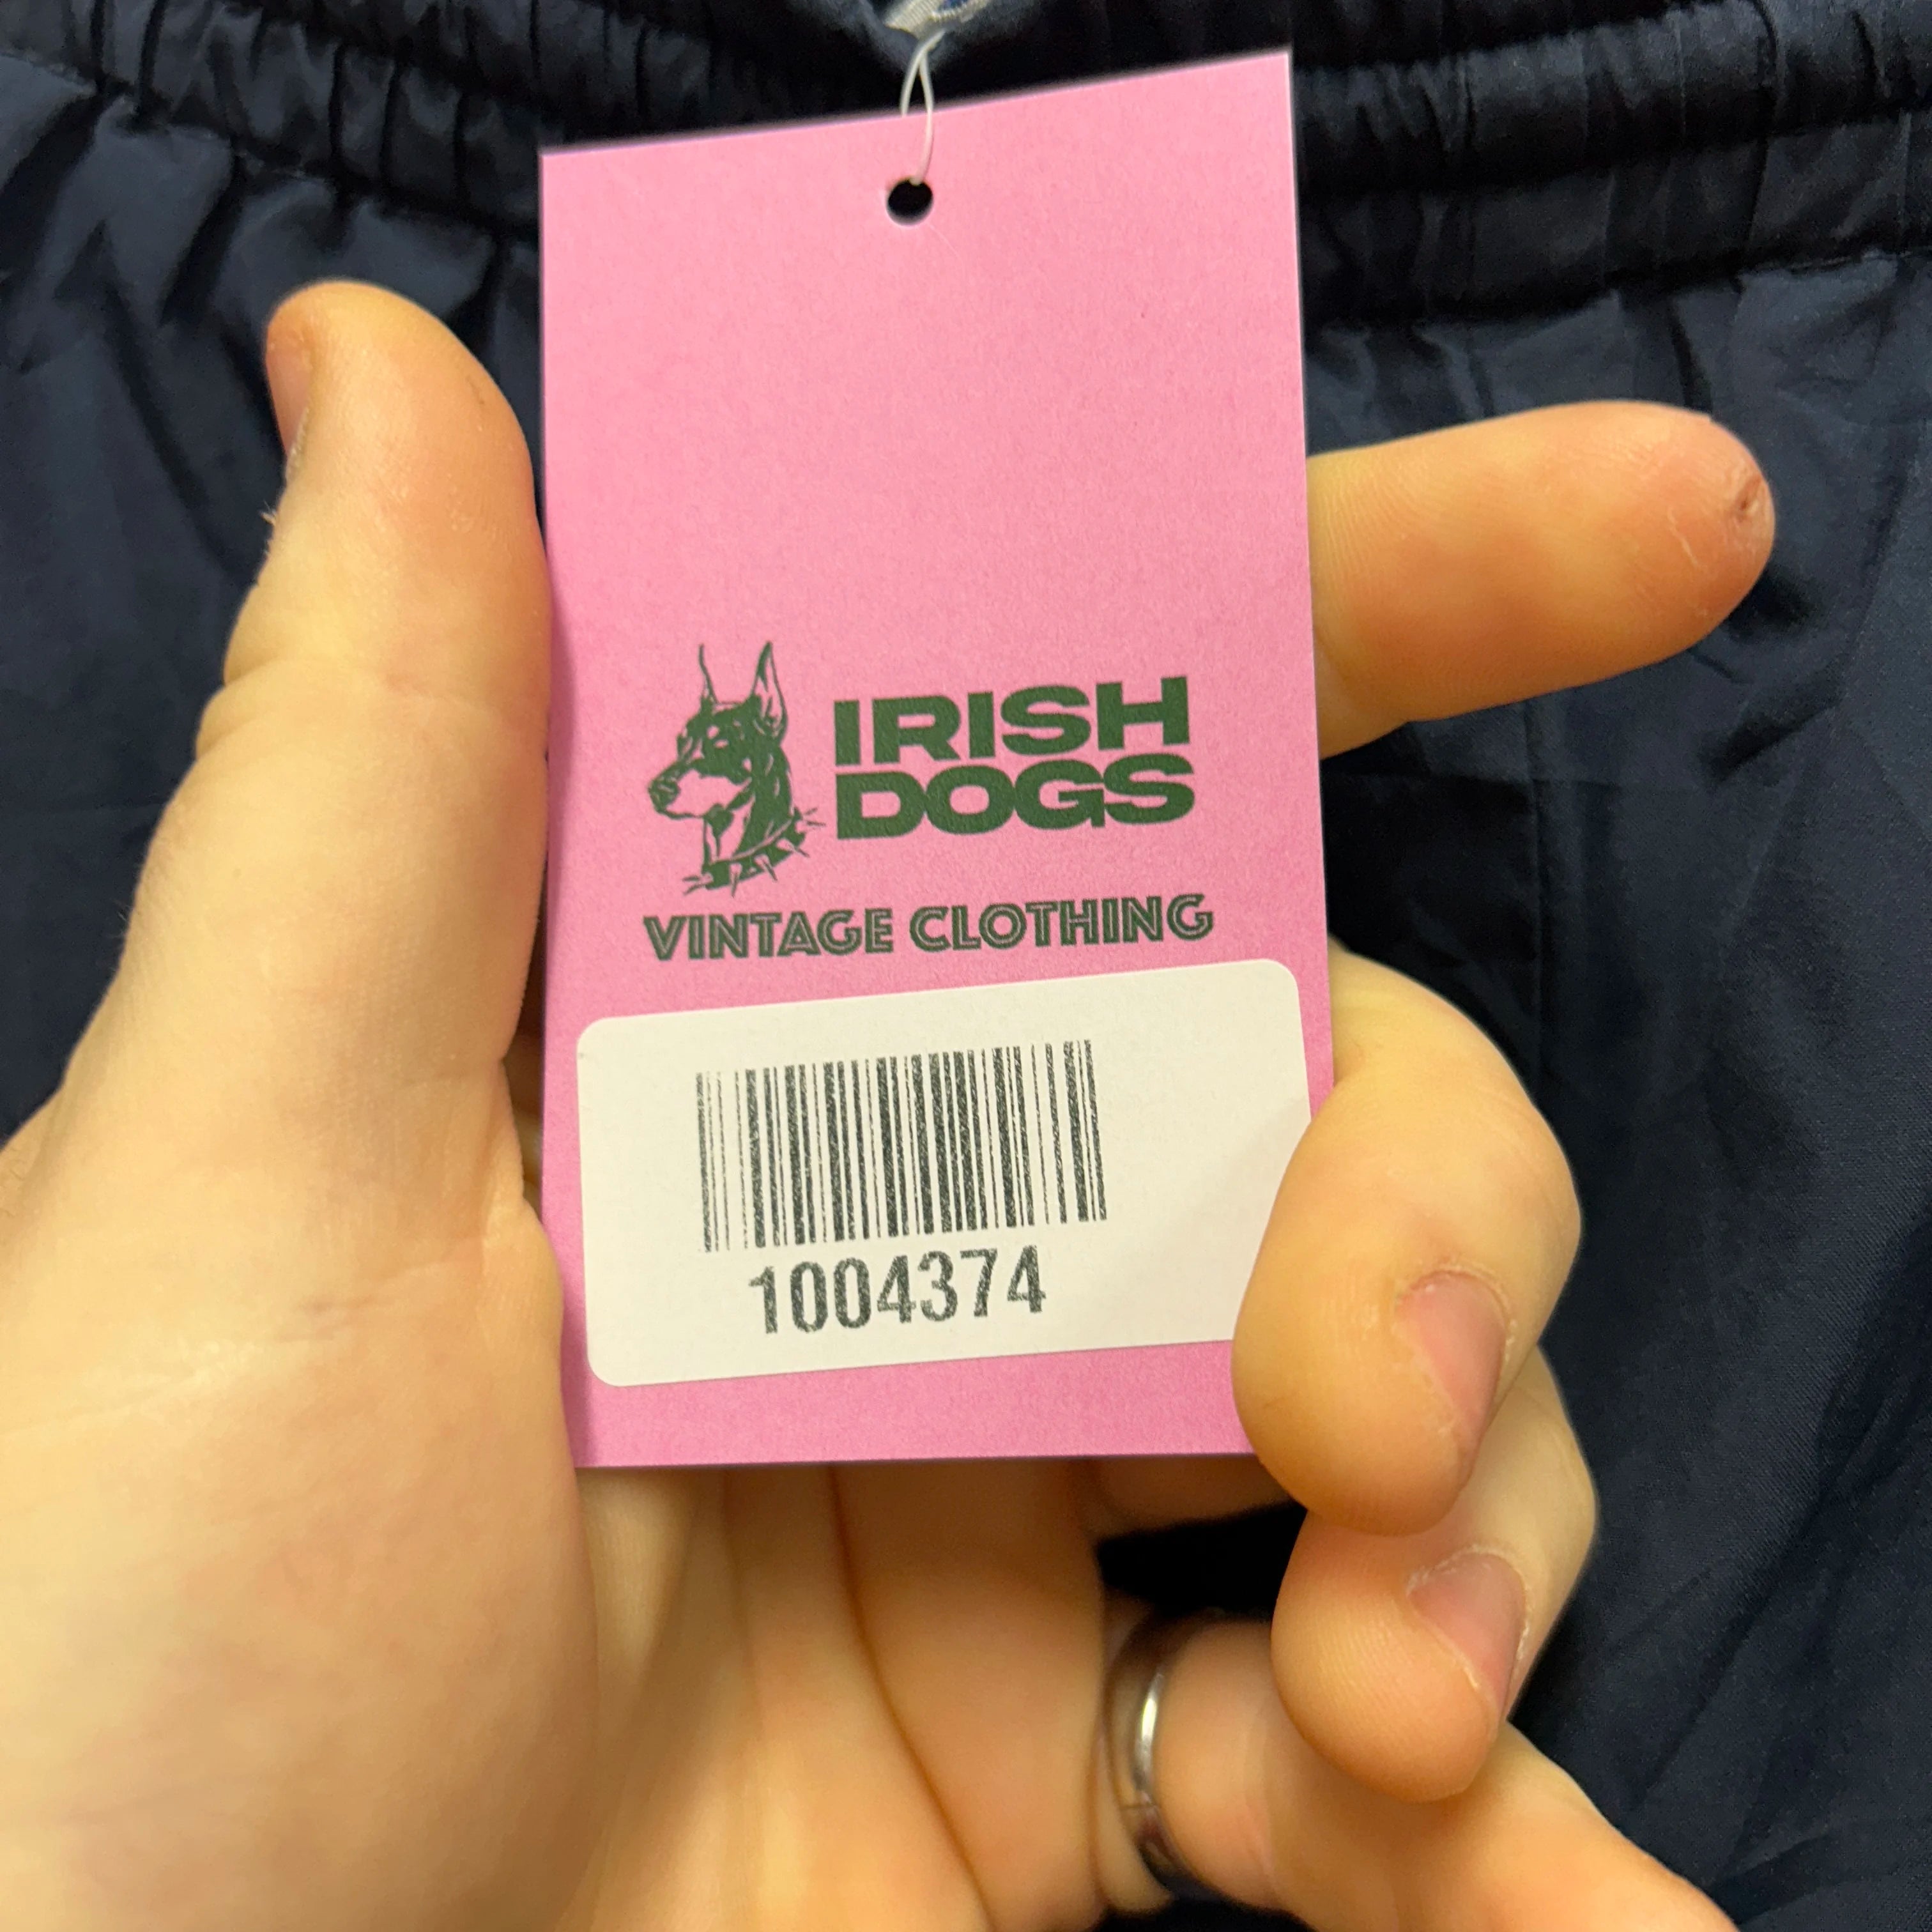 IRISH
DOGS
VINTAGE CLOTHING
1004374